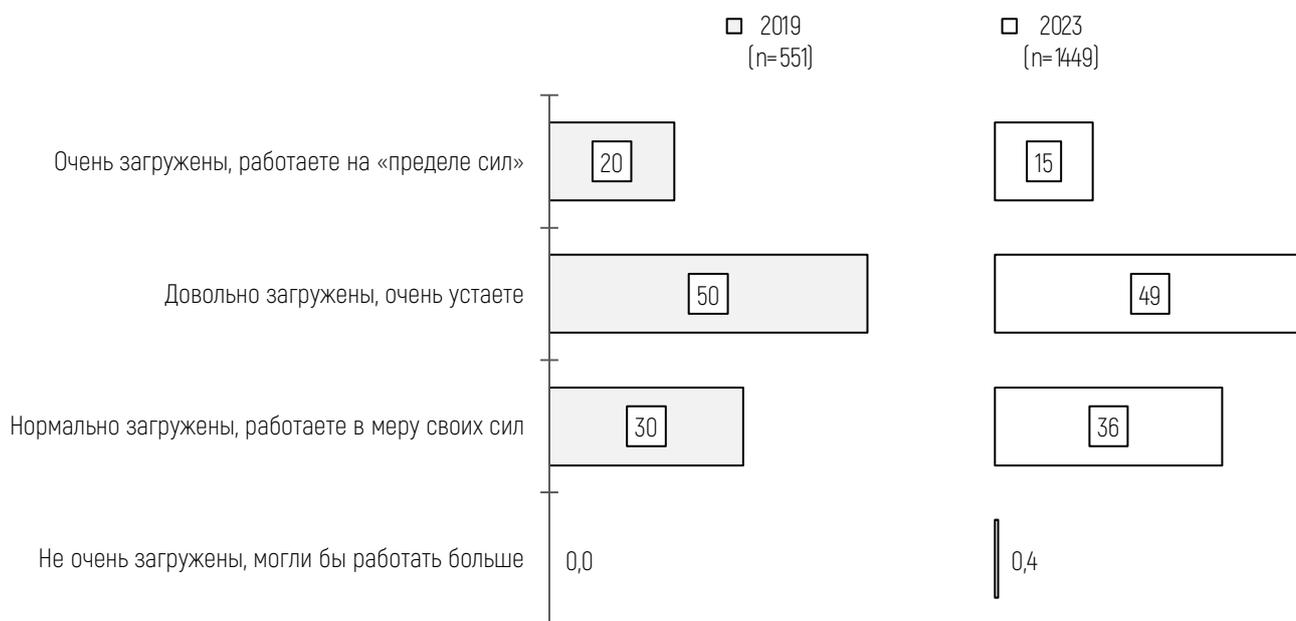 2019
(n=551)
2023
(n=1449)
Очень загружены, работаете на «пределе сил»
20
15
Довольно загружены, очень устаете
50
49
Нормально загружены, работаете в меру своих сил
30
36
Не очень загружены, могли бы работать больше
0,0
0,4